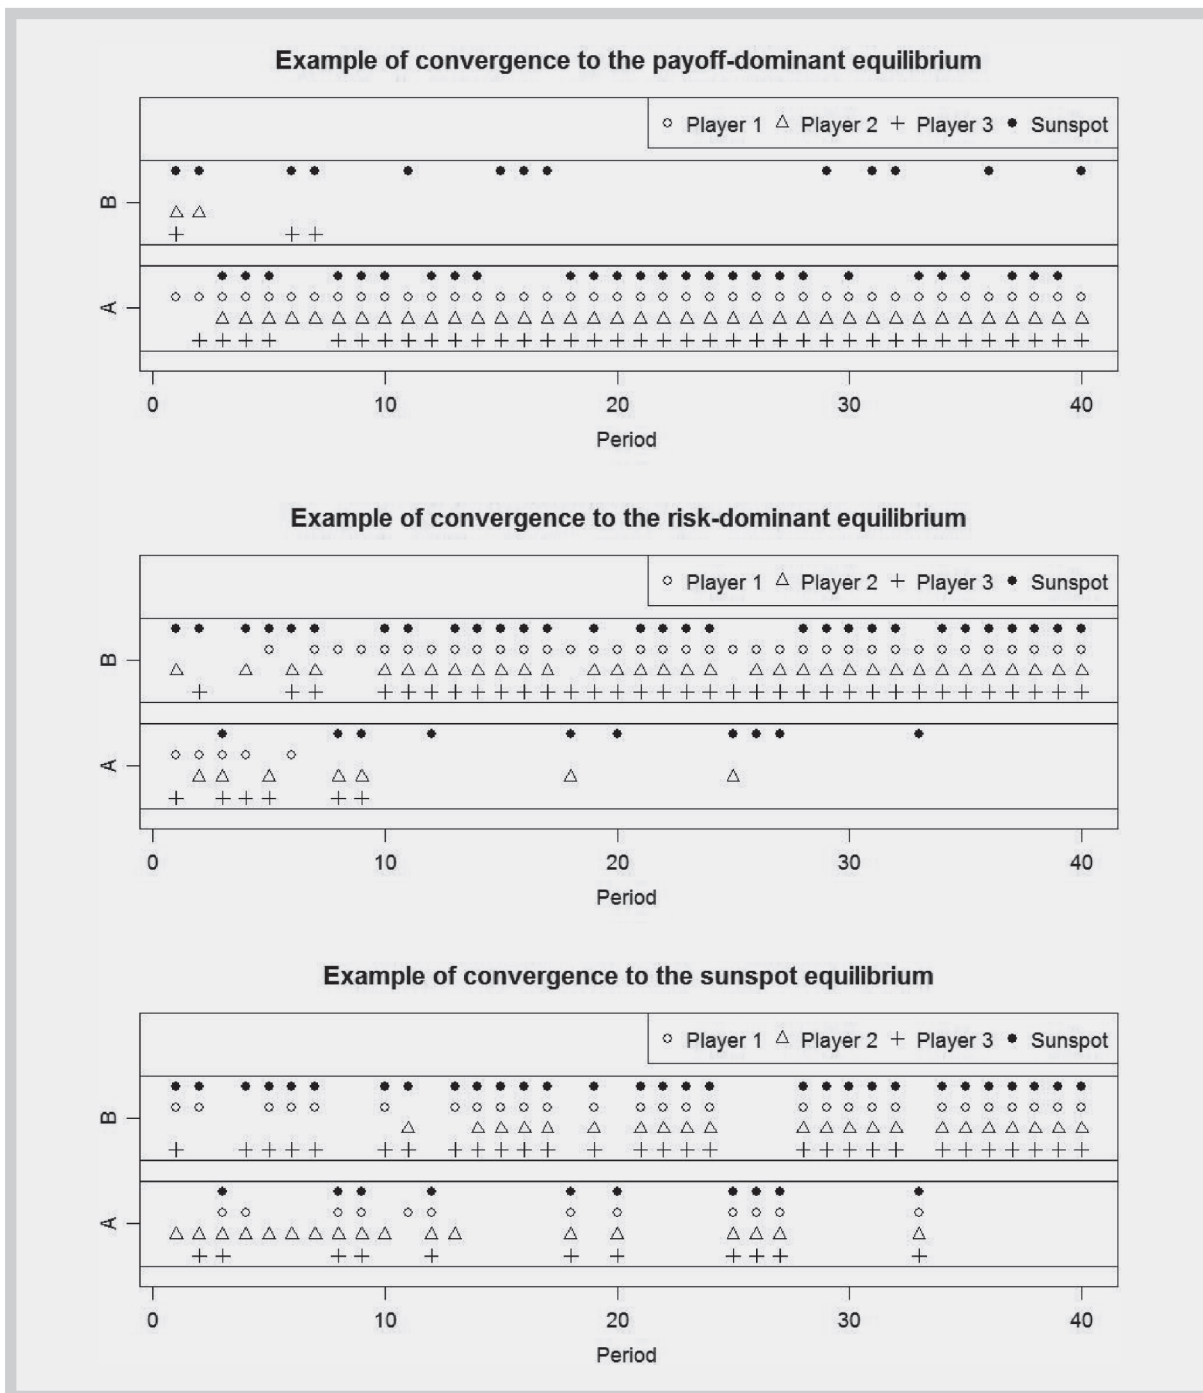 Example of convergence to the payoff-dominant equilibrium
Player 1 Player 2 Player 3 Sunspot
B
A
0 10 20 30 40
Period
Example of convergence to the risk-dominant equilibrium
Player 1 Player 2 Player 3 Sunspot
B
A
0 10 20 30 40
Period
Example of convergence to the sunspot equilibrium
Player 1 Player 2 Player 3 Sunspot
B
A
0 10 20 30 40
Period